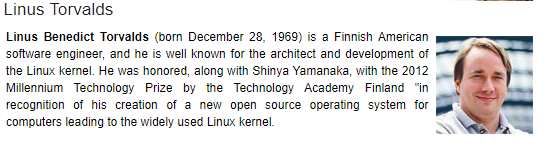 Linus Torvalds
Linus Benedict Torvalds (born December 28, 1969) is a Finnish American
software engineer, and he is well known for the architect and development of
the Linux kernel. He was honored, along with Shinya Yamanaka, with the 2012
Millennium Technology Prize by the Technology Academy Finland "in
recognition of his creation of a new open source operating system for
computers leading to the widely used Linux kernel.